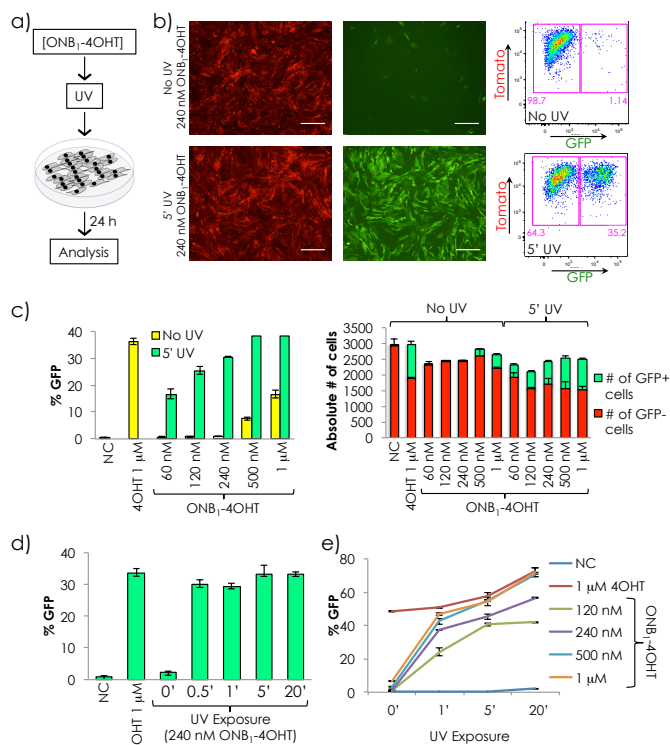 a)
[ONB1-4OHT]
UV
24 h
Analysis
b)
No UV
240 nM ONB1-4OHT
5' UV
240 nM ONB1-4OHT
Tomato
98.7
1.14
No UV
GFP
Tomato
64.3
35.2
5' UV
GFP
c)
% GFP
40
30
20
10
0
No UV
5' UV
NC
4OHT 1 µM
60 nM
120 nM
240 nM
500 nM
1 µM
ONB1-4OHT
No UV
5' UV
Absolute # of cells
3500
3000
2500
2000
1500
1000
500
0
# of GFP+
cells
# of GFP-
cells
NC
4OHT 1 µM
60 nM
120 nM
240 nM
500 nM
1 µM
60 nM
120 nM
240 nM
500 nM
1 µM
ONB1-4OHT
d)
% GFP
40
30
20
10
0
NC
OHT 1 µM
0'
0.5'
1'
5'
20'
UV Exposure
(240 nM ONB1-4OHT)
e)
% GFP
80
60
40
20
0
0'
1'
5'
20'
UV Exposure
NC
1 µM 4OHT
120 nM
240 nM
500 nM
1 µM
ONB1-4OHT